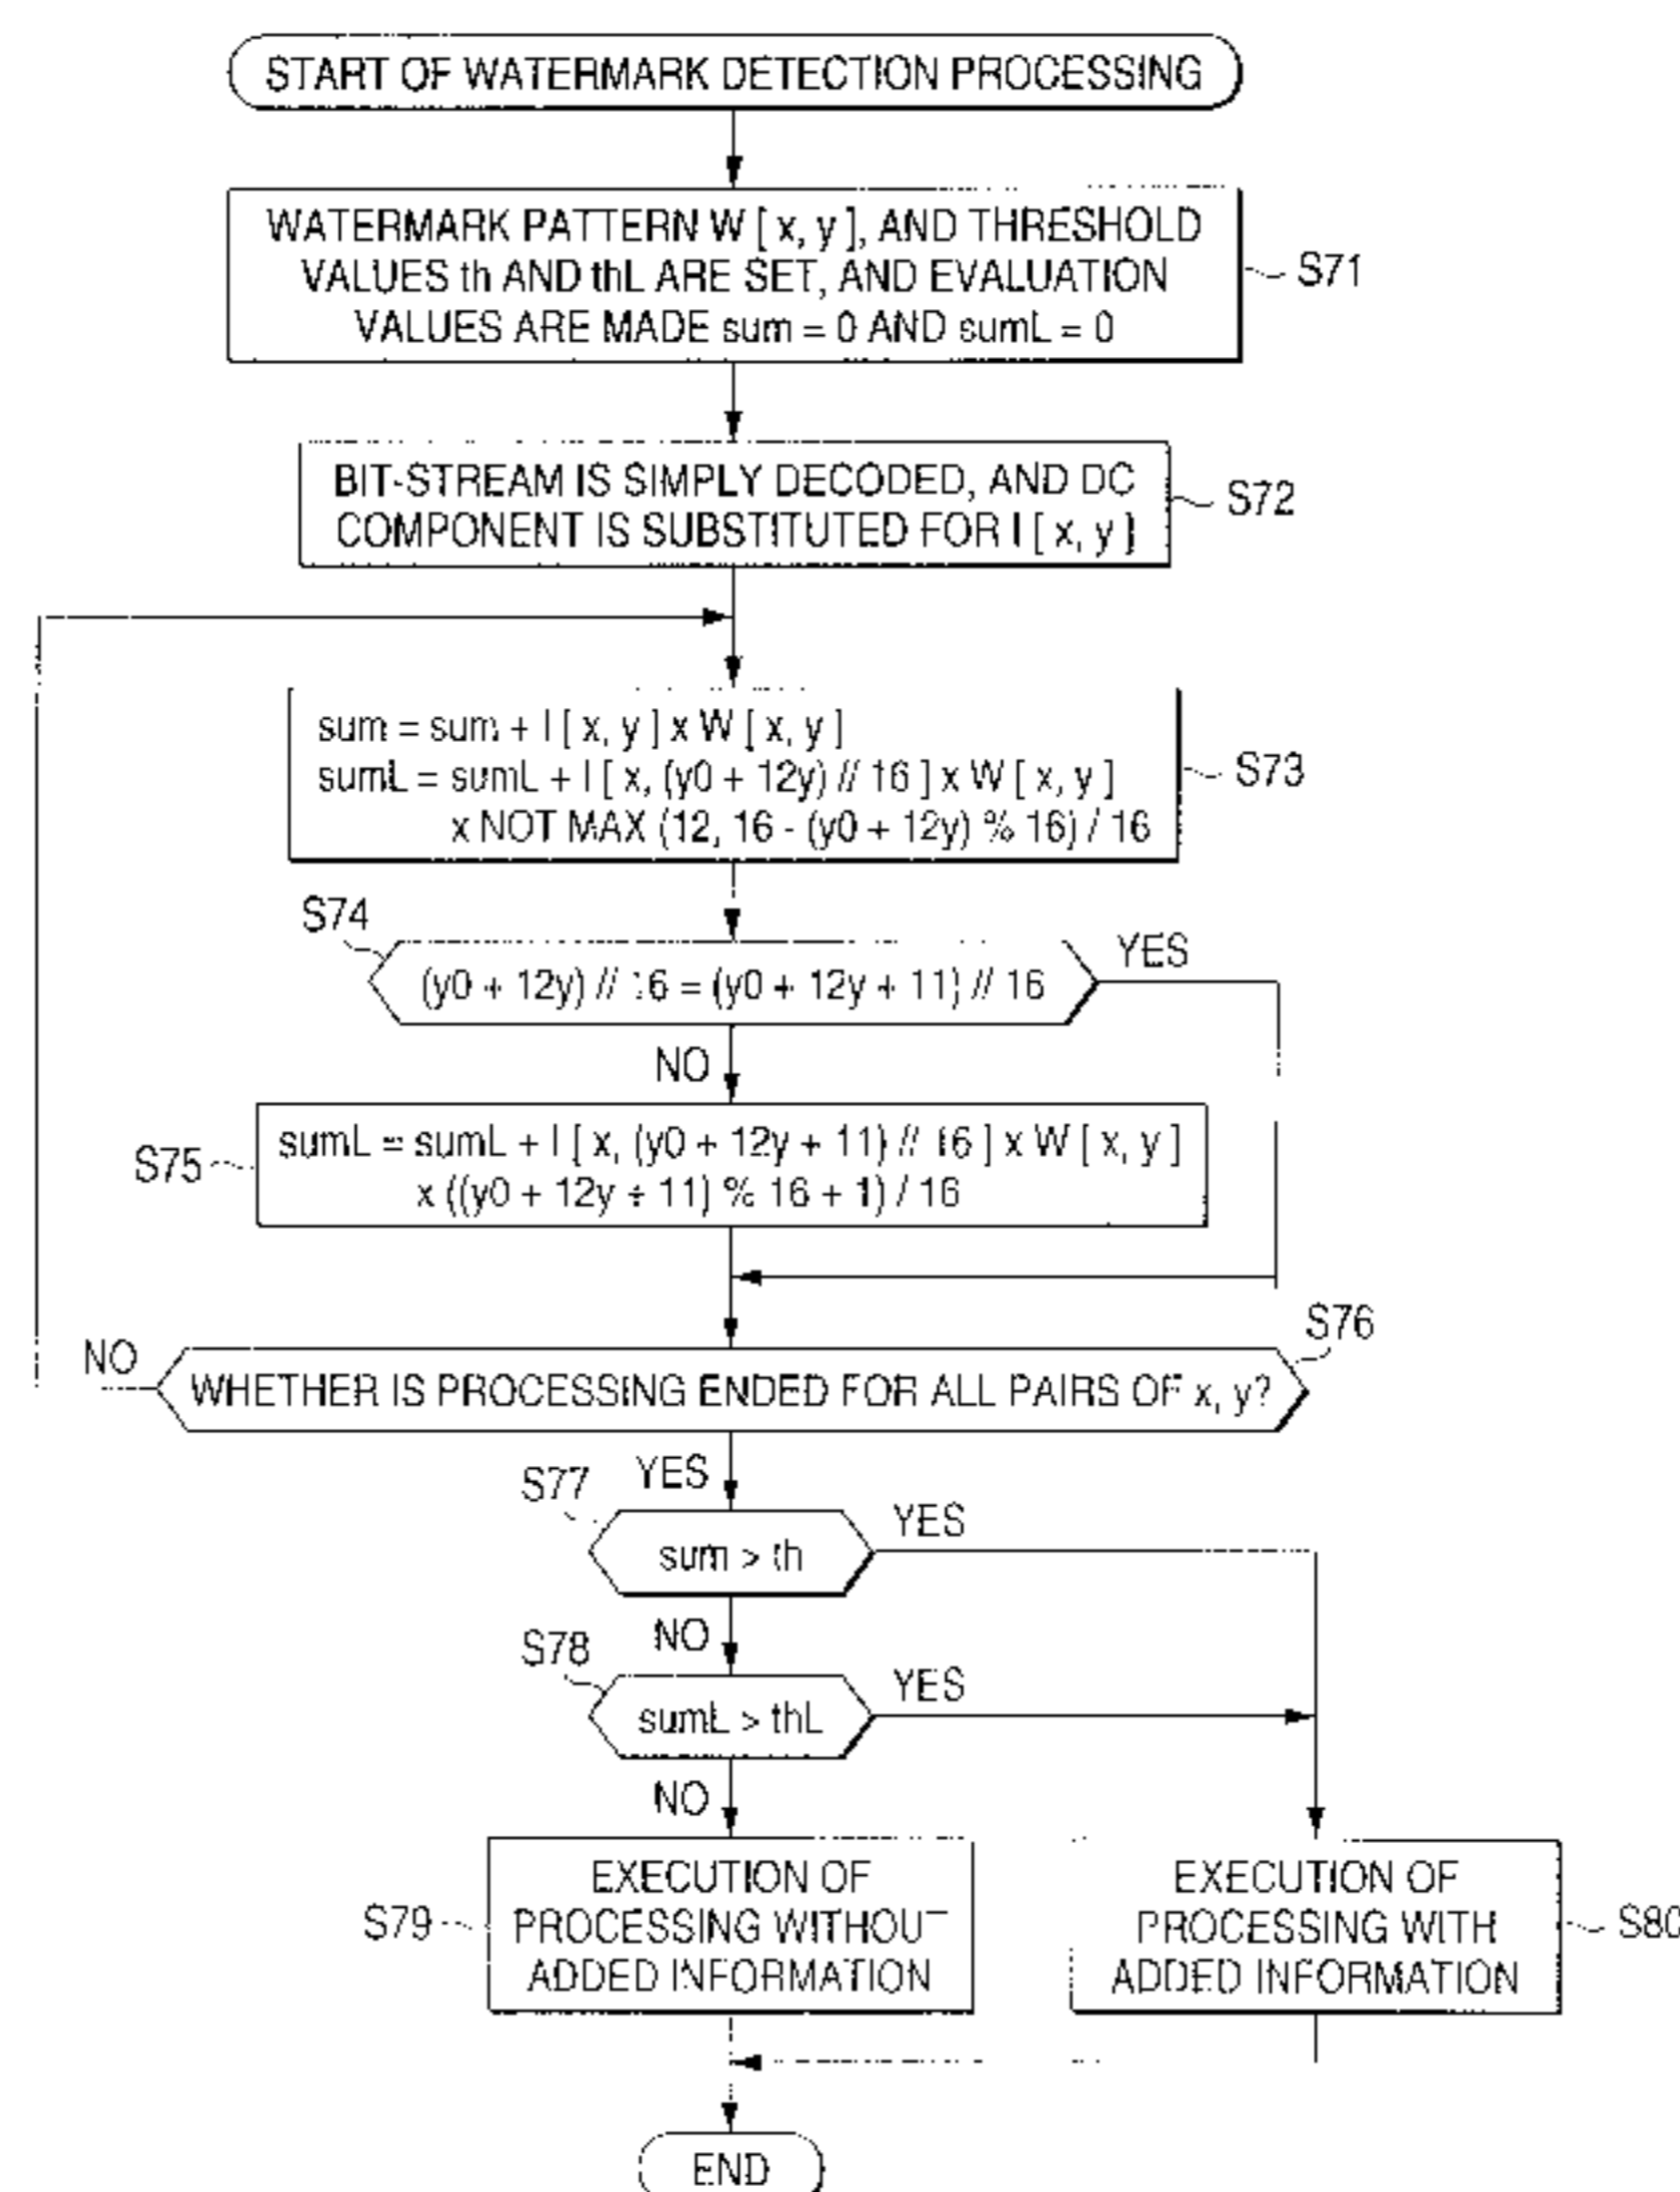 START OF WATERMARK DETECTION PROCESSING
WATERMARK PATTERN W [ x, y ], AND THRESHOLD
VALUES th AND thL ARE SET, AND EVALUATION
VALUES ARE MADE sum = 0 AND sumL = 0
S71
BIT-STREAM IS SIMPLY DECODED, AND DC
COMPONENT IS SUBSTITUTED FOR I [ x, y ]
S72
sum = sum + I [ x, y ] x W [ x, y ]
sumL = sumL + I [ x, (y0 + 12y) // 16 ] x W [ x, y ]
x NOT MAX (12, 16 - (y0 + 12y) % 16) / 16
S73
S74
(y0 + 12y) // 16 = (y0 + 12y + 11) // 16
YES
NO
S75
sumL = sumL + I [ x, (y0 + 12y + 11) // 16 ] x W [ x, y ]
x ((y0 + 12y + 11) % 16 + 1) / 16
S76
NO
WHETHER IS PROCESSING ENDED FOR ALL PAIRS OF x, y?
YES
S77
sum > th
YES
NO
S78
sumL > thL
YES
NO
S79
EXECUTION OF
PROCESSING WITHOUT
ADDED INFORMATION
EXECUTION OF
PROCESSING WITH
ADDED INFORMATION
S80
END